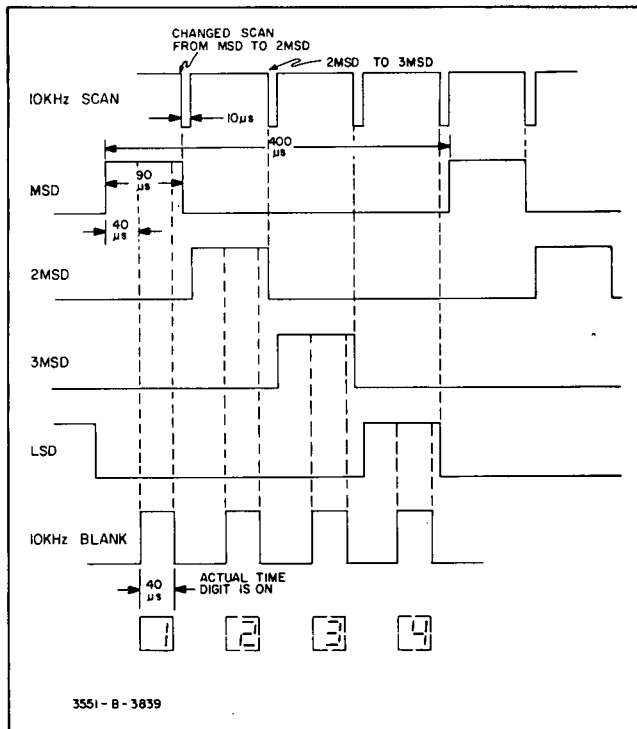 CHANGED SCAN
FROM MSD TO 2MSD
2MSD TO 3MSD
10KHz SCAN
10µs
400
µs
MSD
90
µs
40
µs
2MSD
3MSD
LSD
10KHz BLANK
40
µs
ACTUAL TIME
DIGIT IS ON
1 2 3 4
3551-B-3839